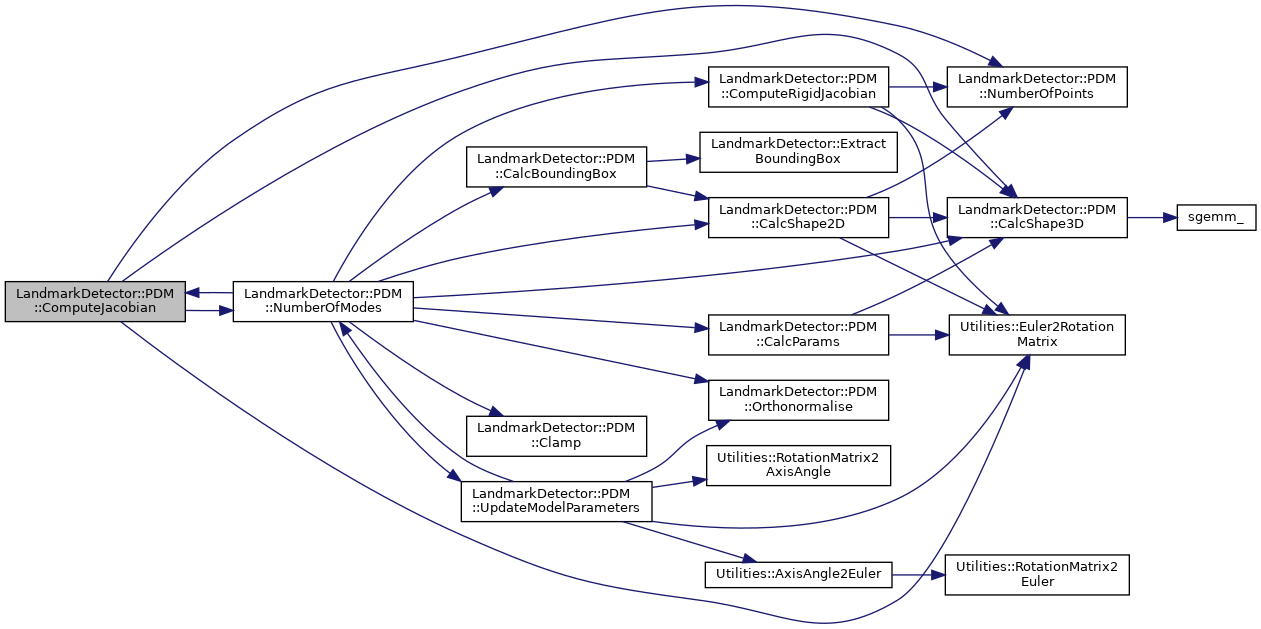 LandmarkDetector::PDM
::ComputeJacobian
LandmarkDetector::PDM
::NumberOfModes
LandmarkDetector::PDM
::CalcBoundingBox
LandmarkDetector::PDM
::Clamp
LandmarkDetector::PDM
::UpdateModelParameters
LandmarkDetector::PDM
::ComputeRigidJacobian
LandmarkDetector::Extract
BoundingBox
LandmarkDetector::PDM
::CalcShape2D
LandmarkDetector::PDM
::CalcParams
LandmarkDetector::PDM
::Orthonormalise
Utilities::RotationMatrix2
AxisAngle
Utilities::AxisAngle2Euler
LandmarkDetector::PDM
::NumberOfPoints
LandmarkDetector::PDM
::CalcShape3D
Utilities::Euler2Rotation
Matrix
Utilities::RotationMatrix2
Euler
sgemm_